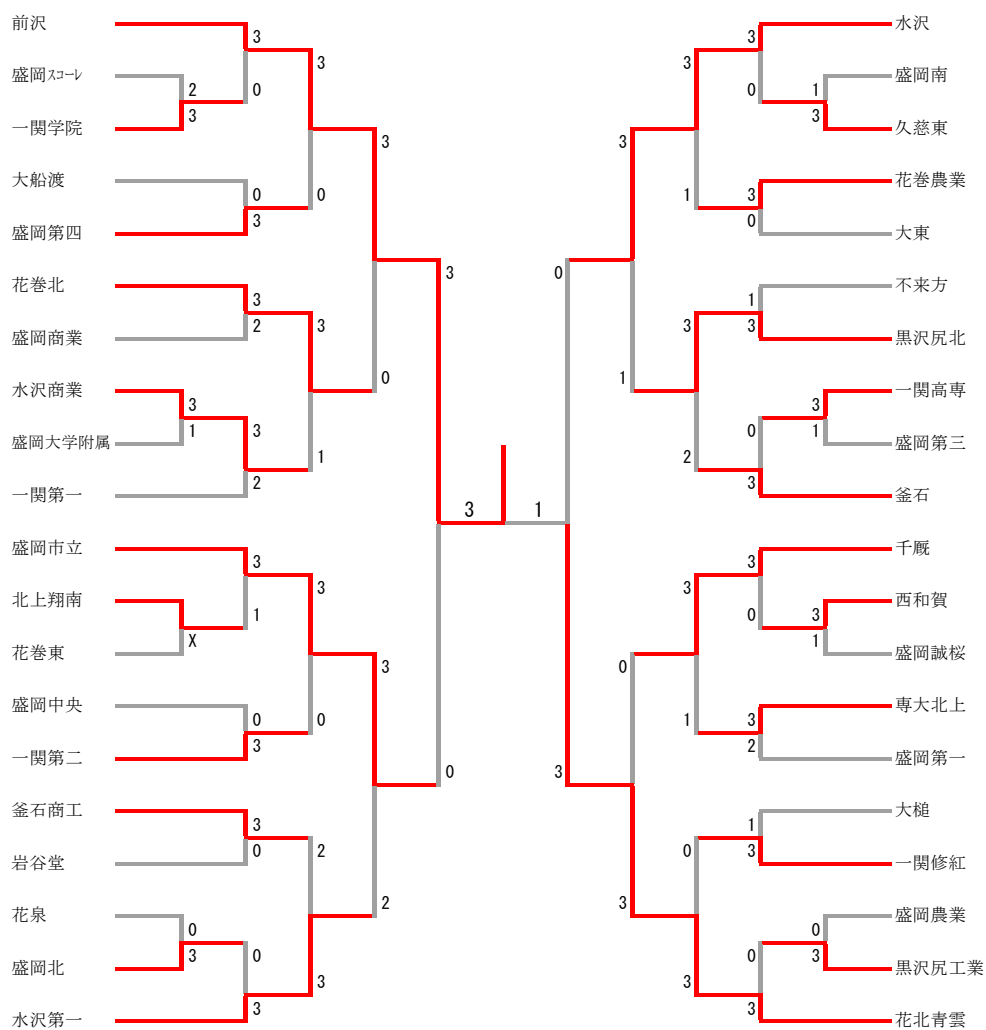 前沢
3
3
盛岡ｽｺｰﾚ
2
0
3
一関学院
3
大船渡
0
0
盛岡第四
3
花巻北
3
3
盛岡商業
2
3
0
水沢商業
3
3
盛岡大学附属
1
1
一関第一
2
盛岡市立
3
3
北上翔南
1
花巻東
X
3
盛岡中央
0
0
一関第二
3
0
釜石商工
3
2
岩谷堂
0
2
花泉
0
0
盛岡北
3
3
水沢第一
3
3
1
水沢
3
3
盛岡南
1
0
3
久慈東
3
花巻農業
3
1
大東
0
0
不来方
1
3
黒沢尻北
3
1
一関高専
3
0
盛岡第三
1
2
釜石
3
千厩
3
3
西和賀
3
0
盛岡誠桜
1
0
専大北上
3
1
盛岡第一
2
3
大槌
1
0
一関修紅
3
3
盛岡農業
0
0
黒沢尻工業
3
3
花北青雲
3